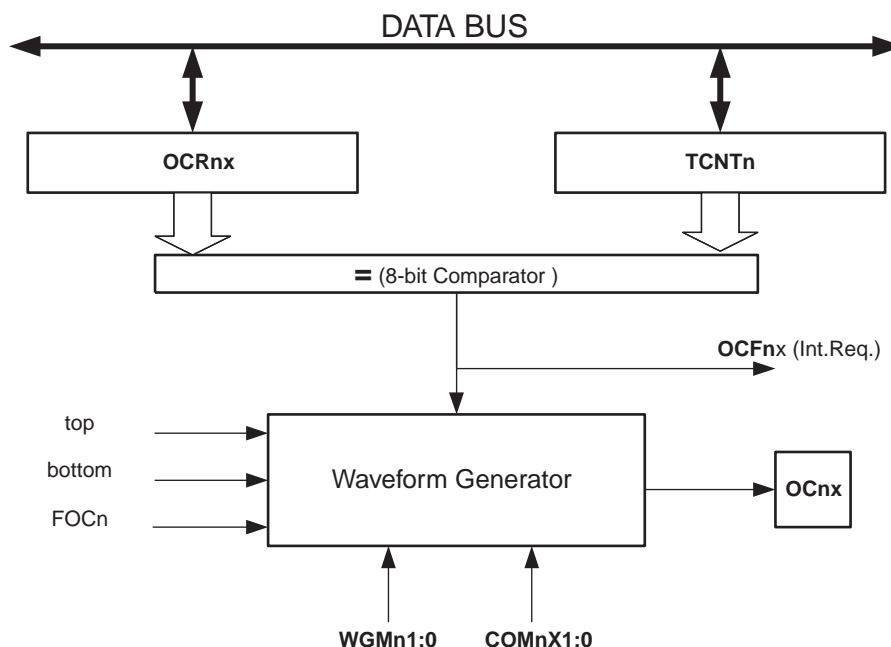 DATA BUS
OCRnx
TCNTn
= (8-bit Comparator )
OCFnx (Int.Req.)
top
bottom
FOCn
Waveform Generator
OCnx
WGMn1:0
COMnX1:0